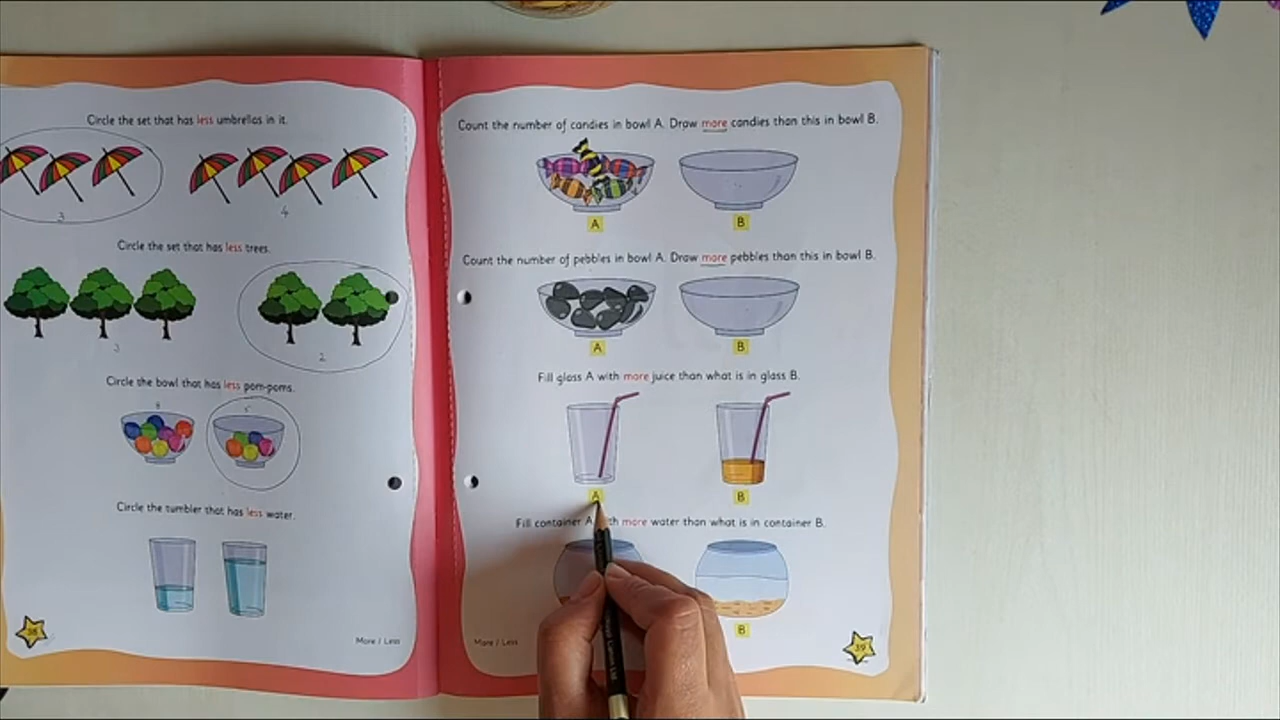 Circle the set that has less umbrellas in it.
3
4
Circle the set that has less trees.
3
2
Circle the bowl that has less pom-poms.
8
5
Circle the tumbler that has less water.
38
More / Less
Count the number of candies in bowl A. Draw more candies than this in bowl B.
A
B
Count the number of pebbles in bowl A. Draw more pebbles than this in bowl B.
A
B
Fill glass A with more juice than what is in glass B.
A
B
Fill container A with more water than what is in container B.
B
More / Less
39